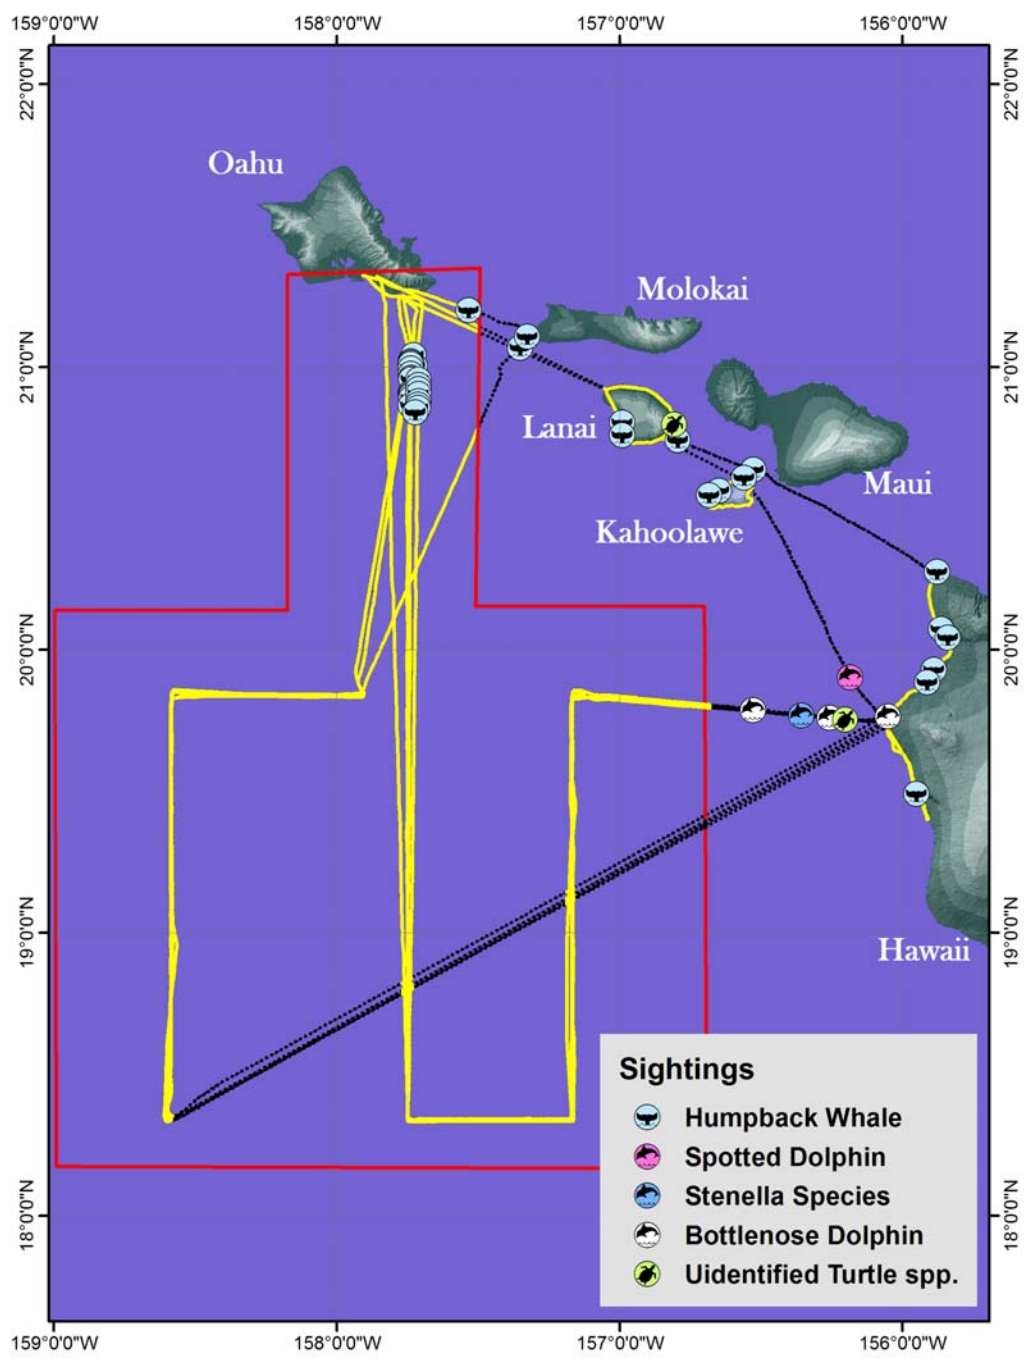 159°0'0"W 158°0'0"W 157°0'0"W 156°0'0"W
22°0'0"N 22°0'0"N
Oahu
Molokai
21°0'0"N 21°0'0"N
Lanai
Maui
Kahoolawe
20°0'0"N 20°0'0"N
19°0'0"N 19°0'0"N
Hawaii
Sightings
Humpback Whale
Spotted Dolphin
Stenella Species
18°0'0"N 18°0'0"N
Bottlenose Dolphin
Uidentified Turtle spp.
159°0'0"W 158°0'0"W 157°0'0"W 156°0'0"W